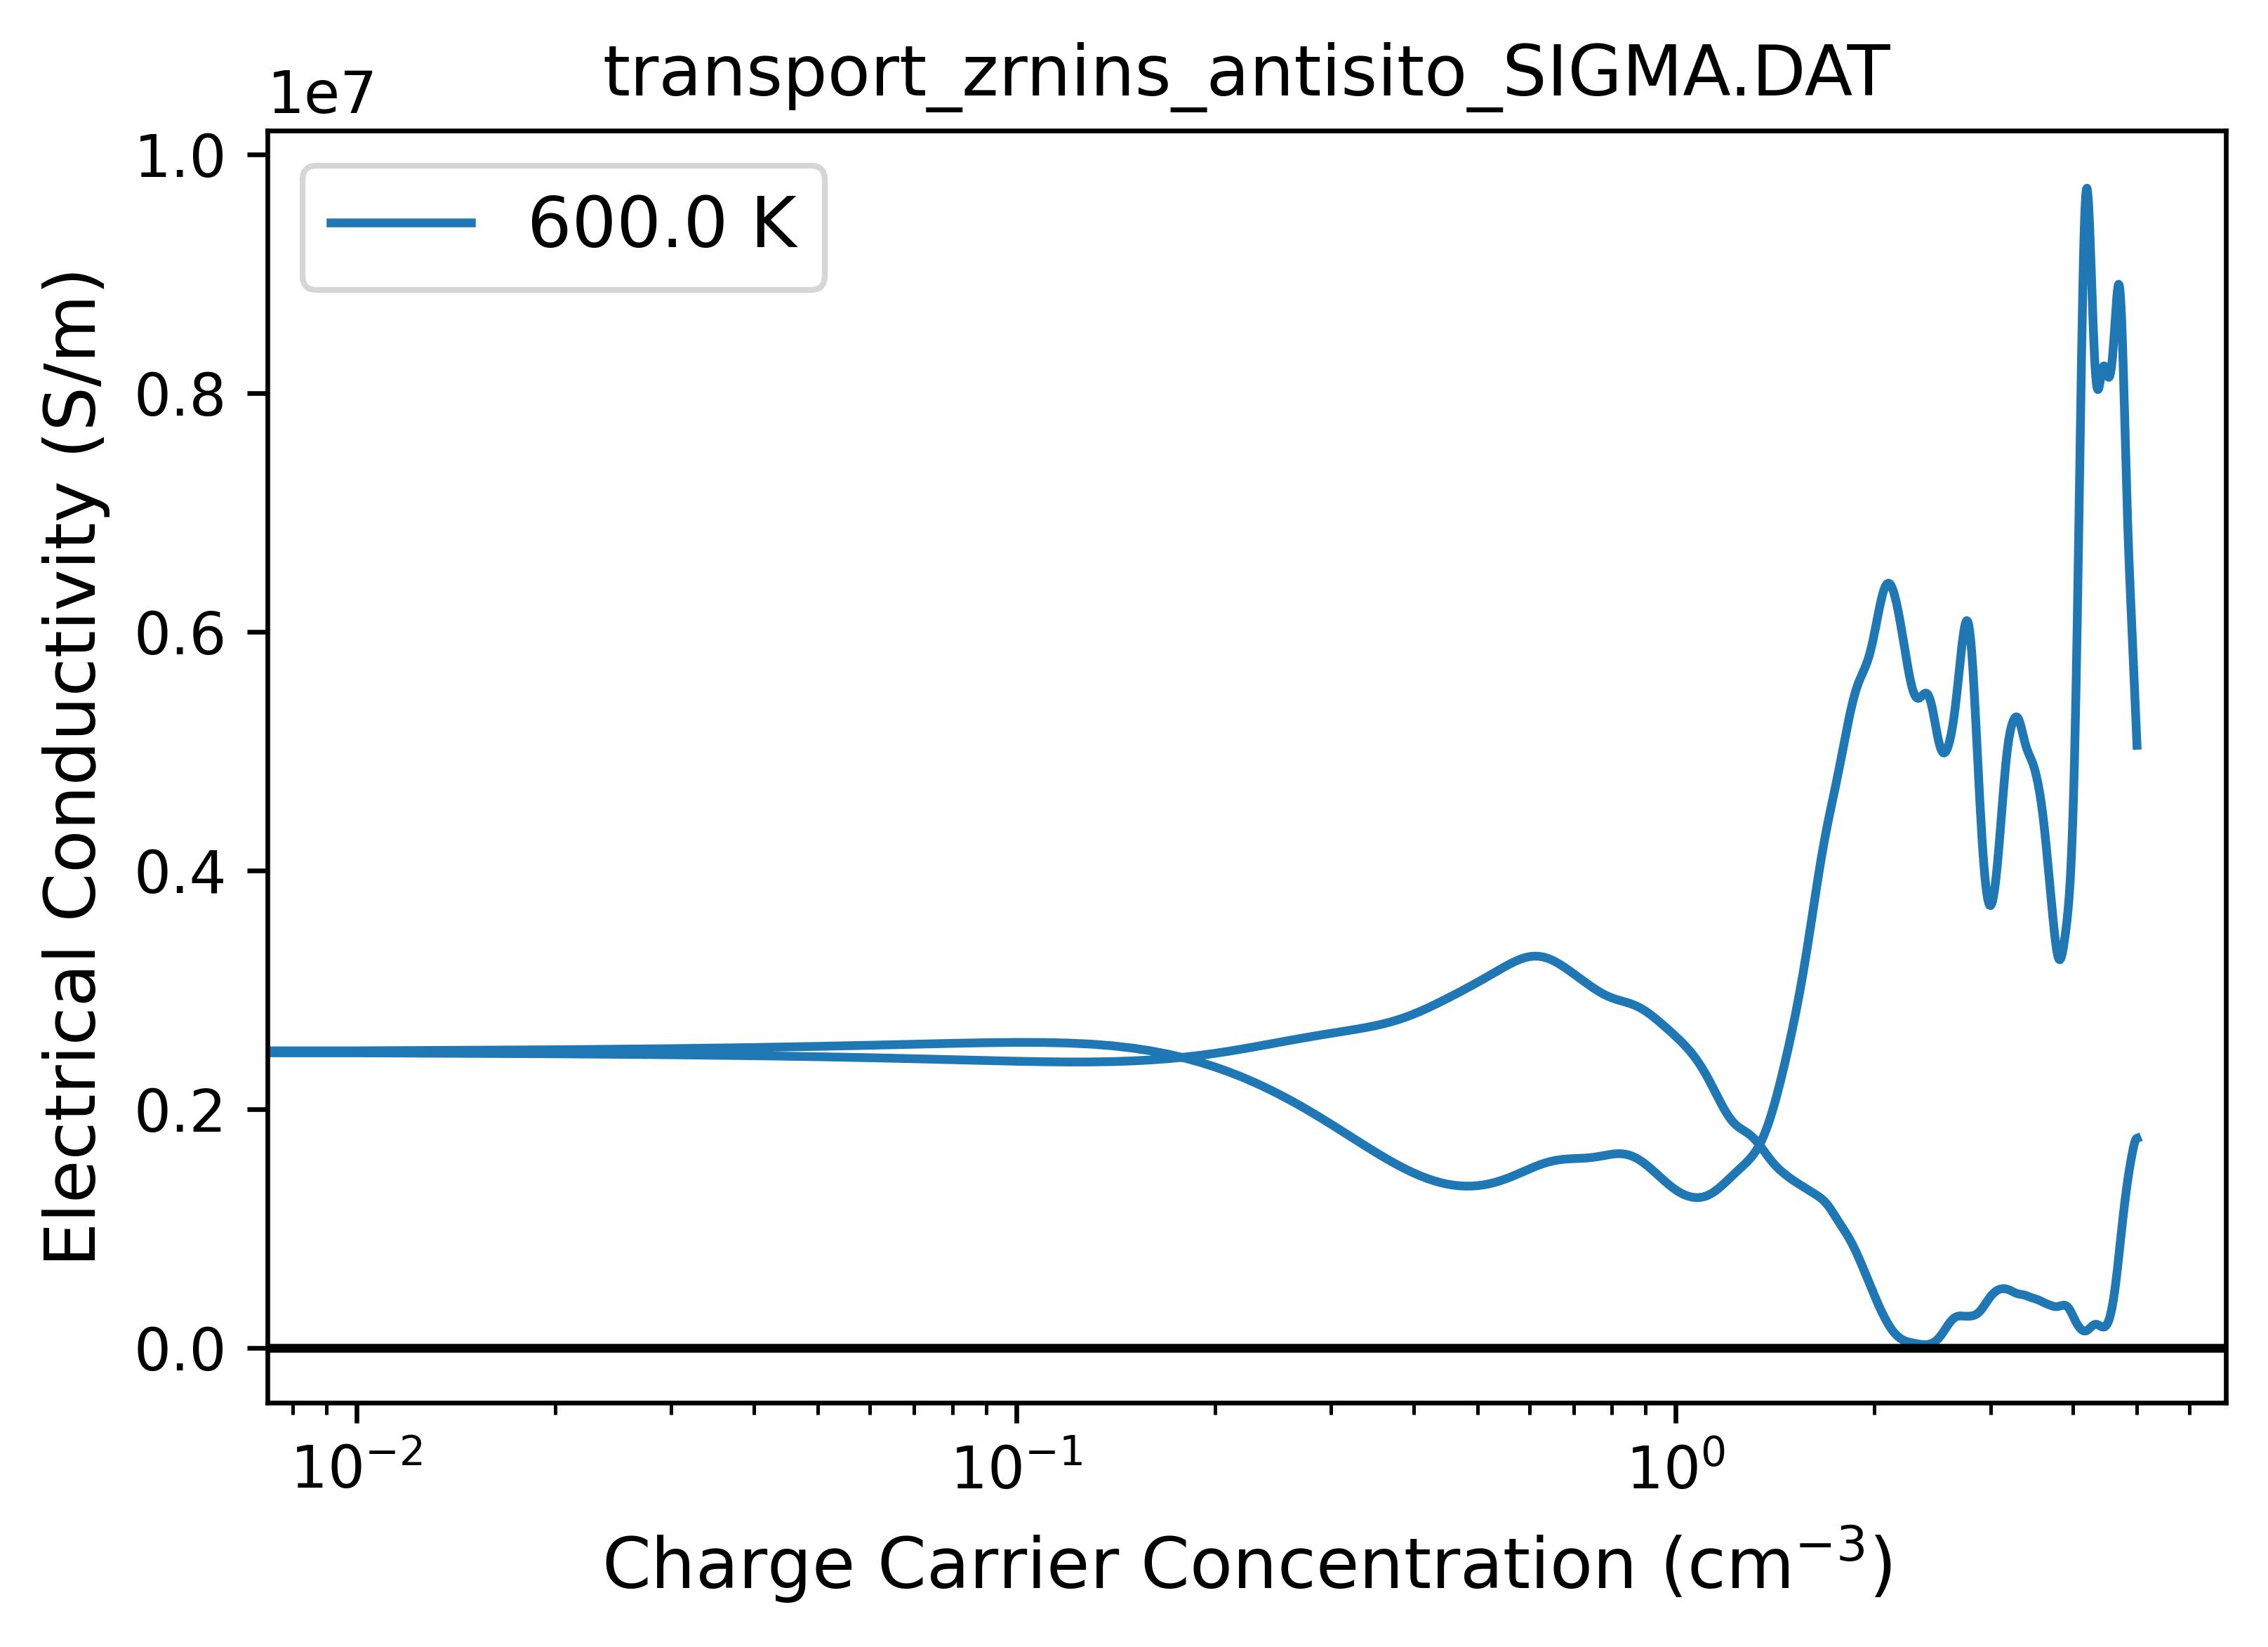 transport_zrnins_antisito_SIGMA.DAT
1e7
600.0 K
Electrical Conductivity (S/m)
1.0
0.8
0.6
0.4
0.2
0.0
10⁻² 10⁻¹ 10⁰
Charge Carrier Concentration (cm⁻³)